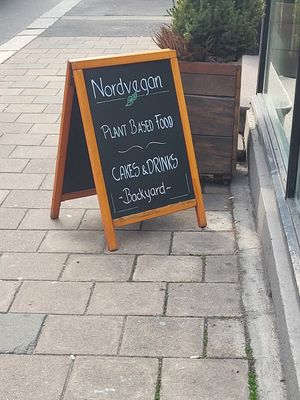 Nordvegan
PLANT BASED FOOD
CAKES & DRINKS
-Backyard-